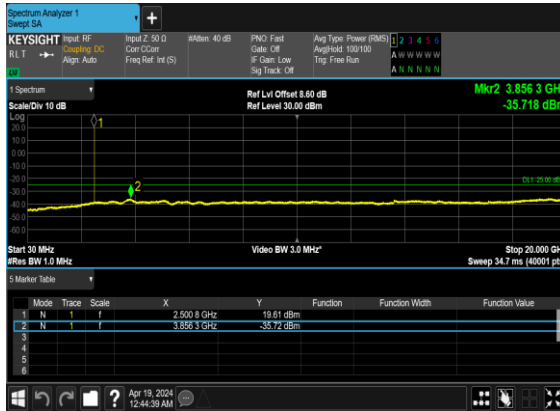 Spectrum Analyzer 1
Swept SA
+
KEYSIGHT
RLT
Input: RF
Coupling: DC
Align: Auto
Input Z: 50 Ω
Corr CCorr
Freq Ref: Int (S)
#Atten: 40 dB
PNO: Fast
Gate: Off
IF Gain: Low
Sig Track: Off
Avg Type: Power (RMS)
Avg|Hold: 100/100
Trig: Free Run
1 2 3 4 5 6
A W W W W W
A N N N N N
1 Spectrum
Scale/Div 10 dB
Ref Lvl Offset 8.60 dB
Ref Level 30.00 dBm
Mkr2 3.856 3 GHz
-35.718 dBm
Log
20.0
10.0
0.00
-10.0
-20.0
-30.0
-40.0
-50.0
-60.0
1
2
DL1 -25.00 dB
Start 30 MHz
#Res BW 1.0 MHz
Video BW 3.0 MHz*
Stop 20.000 GH
Sweep 34.7 ms (40001 pts
5 Marker Table
Mode Trace Scale X Y Function Function Width Function Value
1 N 1 f 2.500 8 GHz 19.61 dBm
2 N 1 f 3.856 3 GHz -35.72 dBm
3
4
5
6
?
Apr 19, 2024
12:44:39 AM